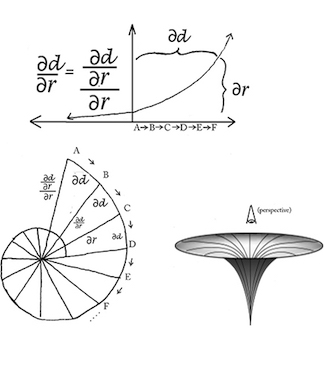 ∂d/∂r = ∂d/∂r/∂r
∂d
∂r
A→B→C→D→E→F
A
B
C
D
E
F
∂d/∂r/∂r
∂d
∂d
∂d
∂d/∂r
∂r
(perspective)